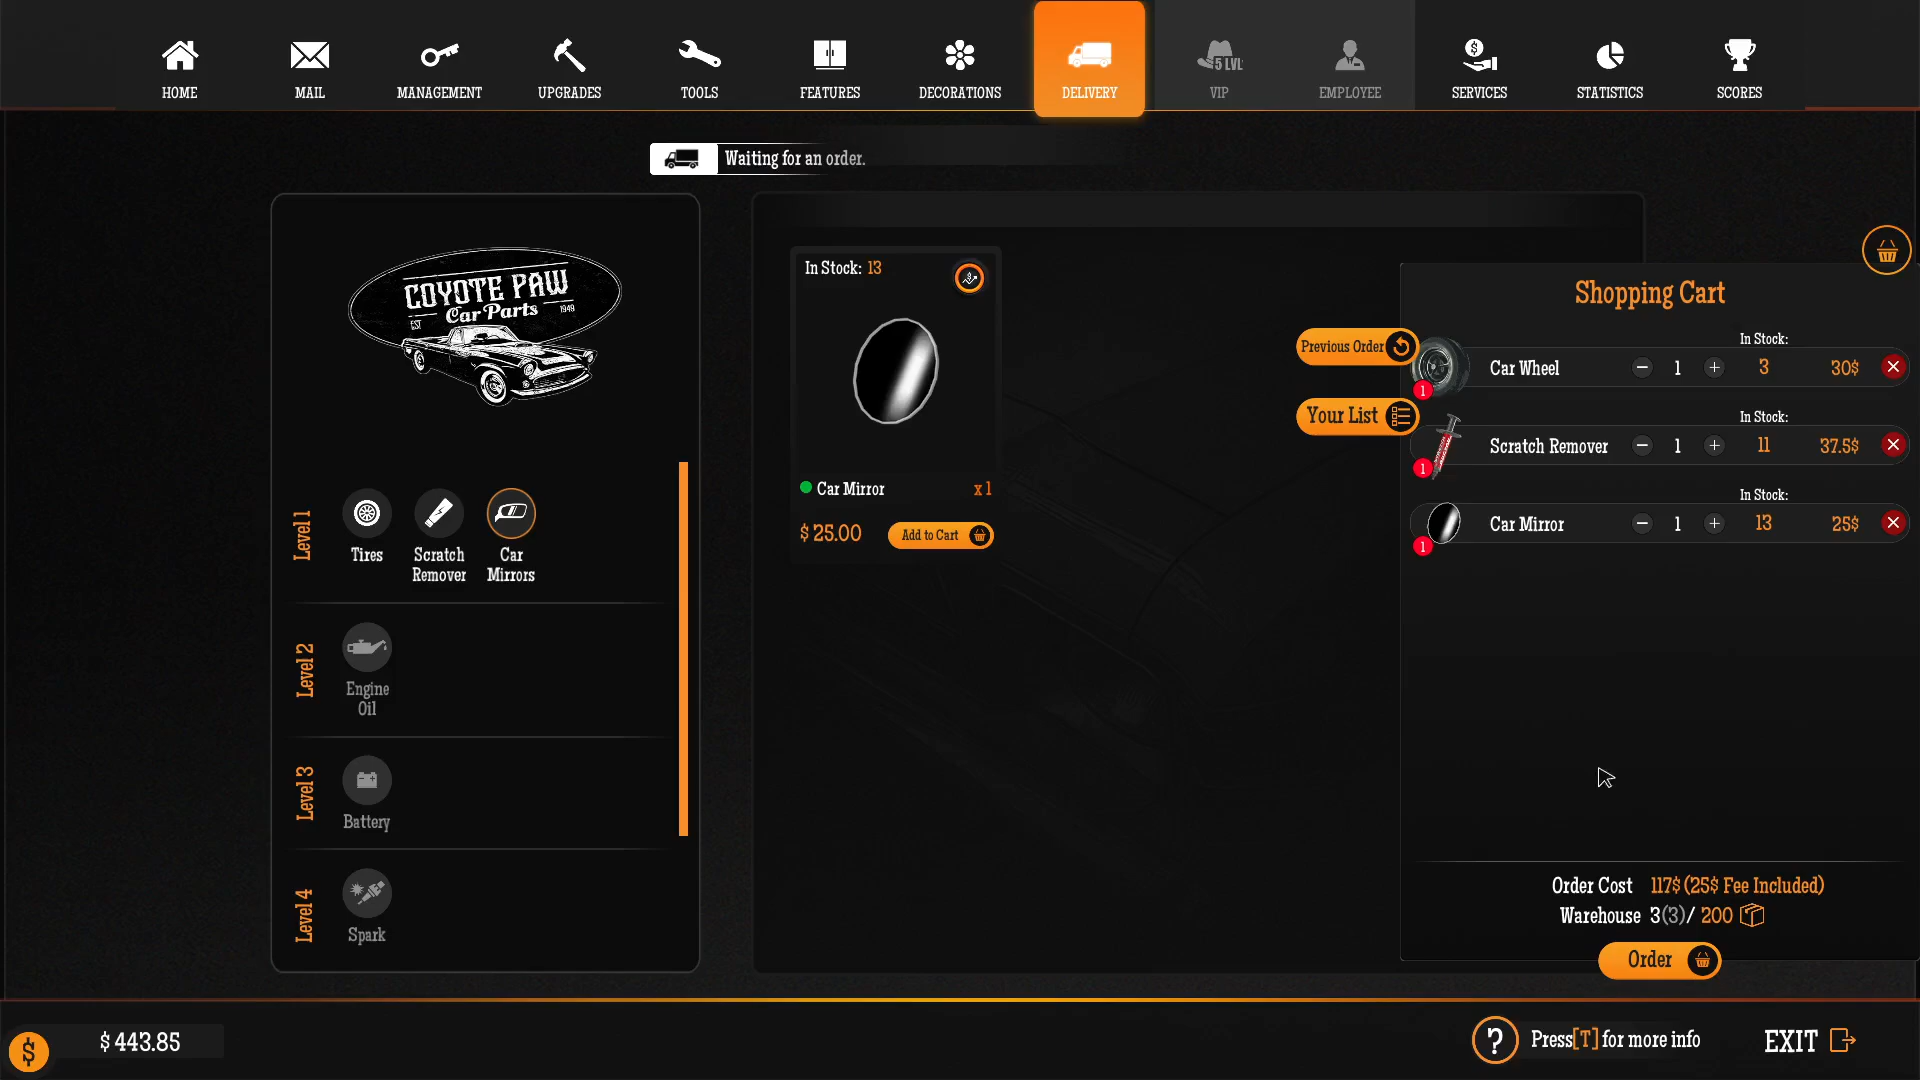 HOME
MAIL
MANAGEMENT
UPGRADES
TOOLS
FEATURES
DECORATIONS
DELIVERY
5 LVL
VIP
EMPLOYEE
SERVICES
STATISTICS
SCORES
Waiting for an order.
COYOTE PAW
Car Parts
EST
1949
Level 1
Tires
Scratch
Remover
Car
Mirrors
Level 2
Engine
Oil
Level 3
Battery
Level 4
Spark
In Stock: 13
Car Mirror x 1
$ 25.00
Add to Cart
Previous Order
Your List
Shopping Cart
In Stock:
Car Wheel 1 3 30$
1
In Stock:
Scratch Remover 1 11 37.5$
1
In Stock:
Car Mirror 1 13 25$
1
Order Cost 117$ (25$ Fee Included)
Warehouse 3(3)/ 200
Order
$ 443.85
? Press[T] for more info
EXIT